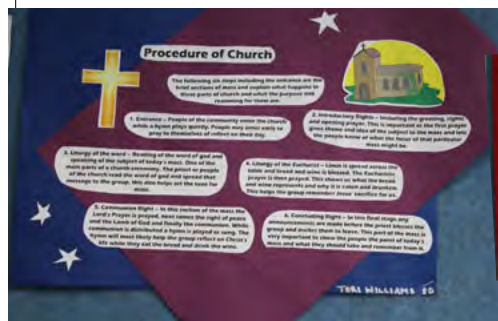 Procedure of Church
The following six steps including the entrance are the
brief sections of mass and explain what happens in
those parts of church and what the purpose and
reasoning for them are.
1. Entrance – People of the community enter the church
while a hymn plays quietly. People may enter early to
pray to themselves of reflect on their day.
2. Introductory Rights – Including the greeting, rights
and opening prayer. This is important as the first prayer
gives theme and idea of the subject to the mass and lets
the people know of what the focus of that particular
mass might be.
3. Liturgy of the word – Reading of the word of god and
speaking of the subject of today's mass. One of the
main parts of a church ceremony. The priest or people
of the church read the word of god and spread that
message to the group, this also helps set the tone for
mass.
4. Liturgy of the Eucharist – Linen is spread across the
table and bread and wine is blessed. The Eucharistic
prayer is then prayed. This shows us what the bread
and wine represents and why it is eaten and drunken.
This helps the group remember Jesus' sacrifice for us.
5. Communion Right – In this section of the mass the
Lord's Prayer is prayed, next comes the right of peace
and the Lamb of God and finally the communion. While
communion is distributed a hymn is played or sung. The
hymn will most likely help the group reflect on Christ's
life while they eat the bread and drink the wine.
6. Concluding Right – In this final stage any
announcements are made before the priest blesses the
group and invites them to leave. This part of the mass is
very important to show the people the point of today's
mass and what they should take and remember from it.
TORI WILLIAMS